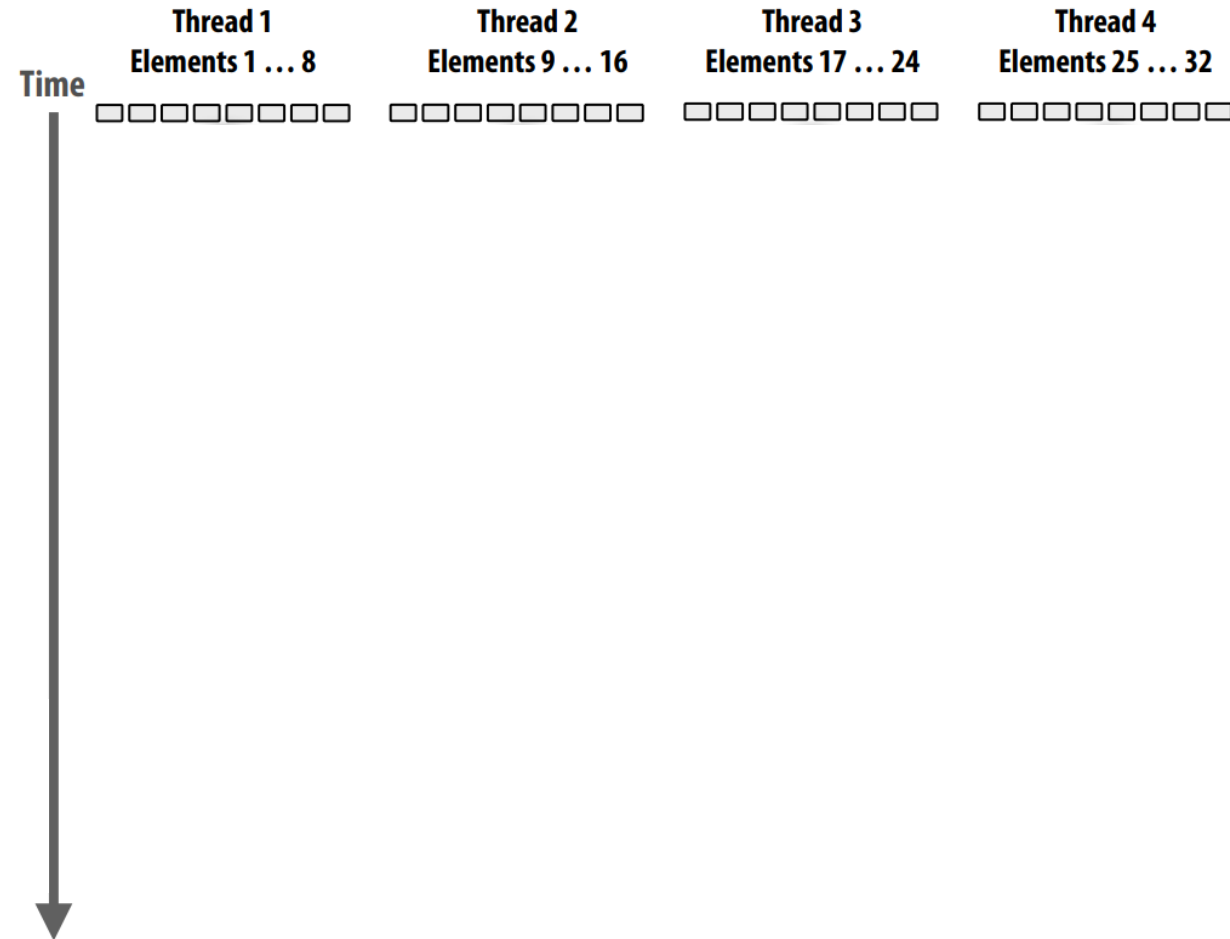 Thread 1
Elements 1 … 8
Thread 2
Elements 9 … 16
Thread 3
Elements 17 … 24
Thread 4
Elements 25 … 32
Time